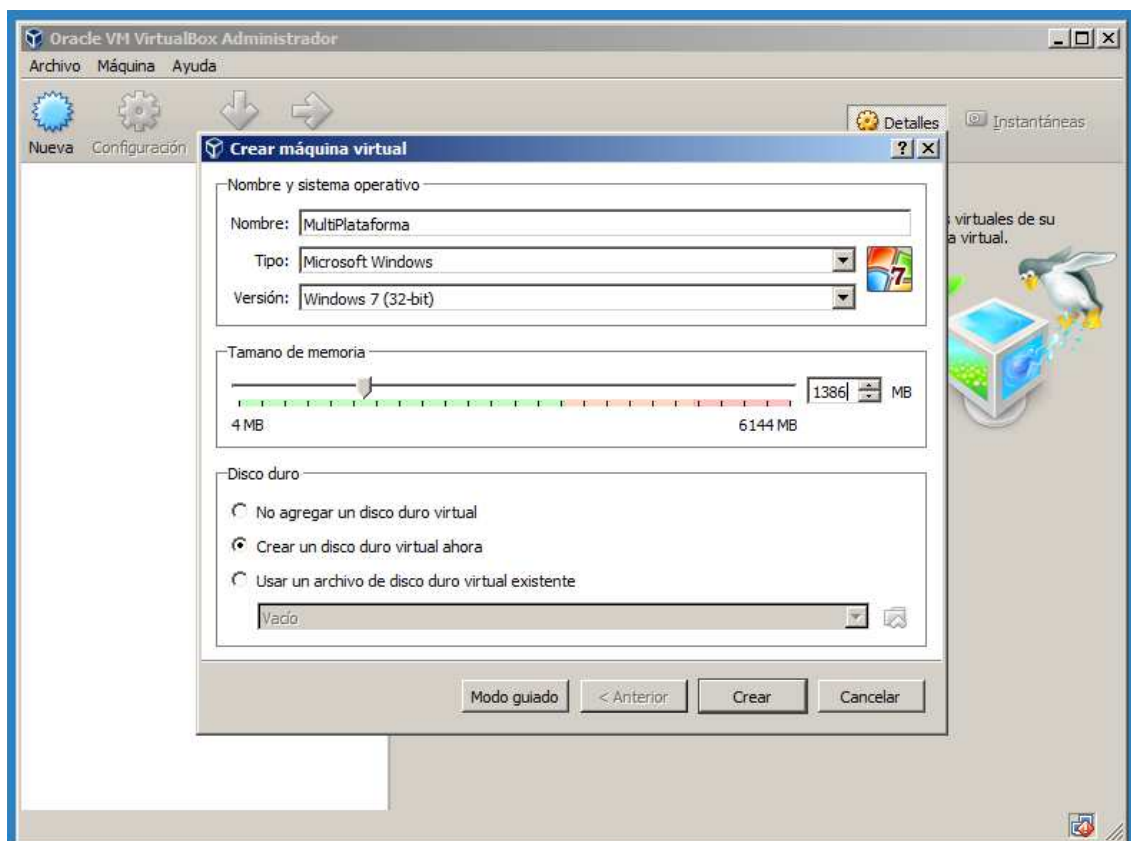 Oracle VM VirtualBox Administrador
Archivo Máquina Ayuda
Nueva Configuración
Detalles
Instantáneas
Crear máquina virtual
Nombre y sistema operativo
Nombre: MultiPlataforma
virtuales de su
virtual.
Tipo: Microsoft Windows
7
Versión: Windows 7 (32-bit)
Tamano de memoria
1386 MB
4 MB 6144 MB
Disco duro
No agregar un disco duro virtual
Crear un disco duro virtual ahora
Usar un archivo de disco duro virtual existente
Vacío
Modo guiado < Anterior Crear Cancelar